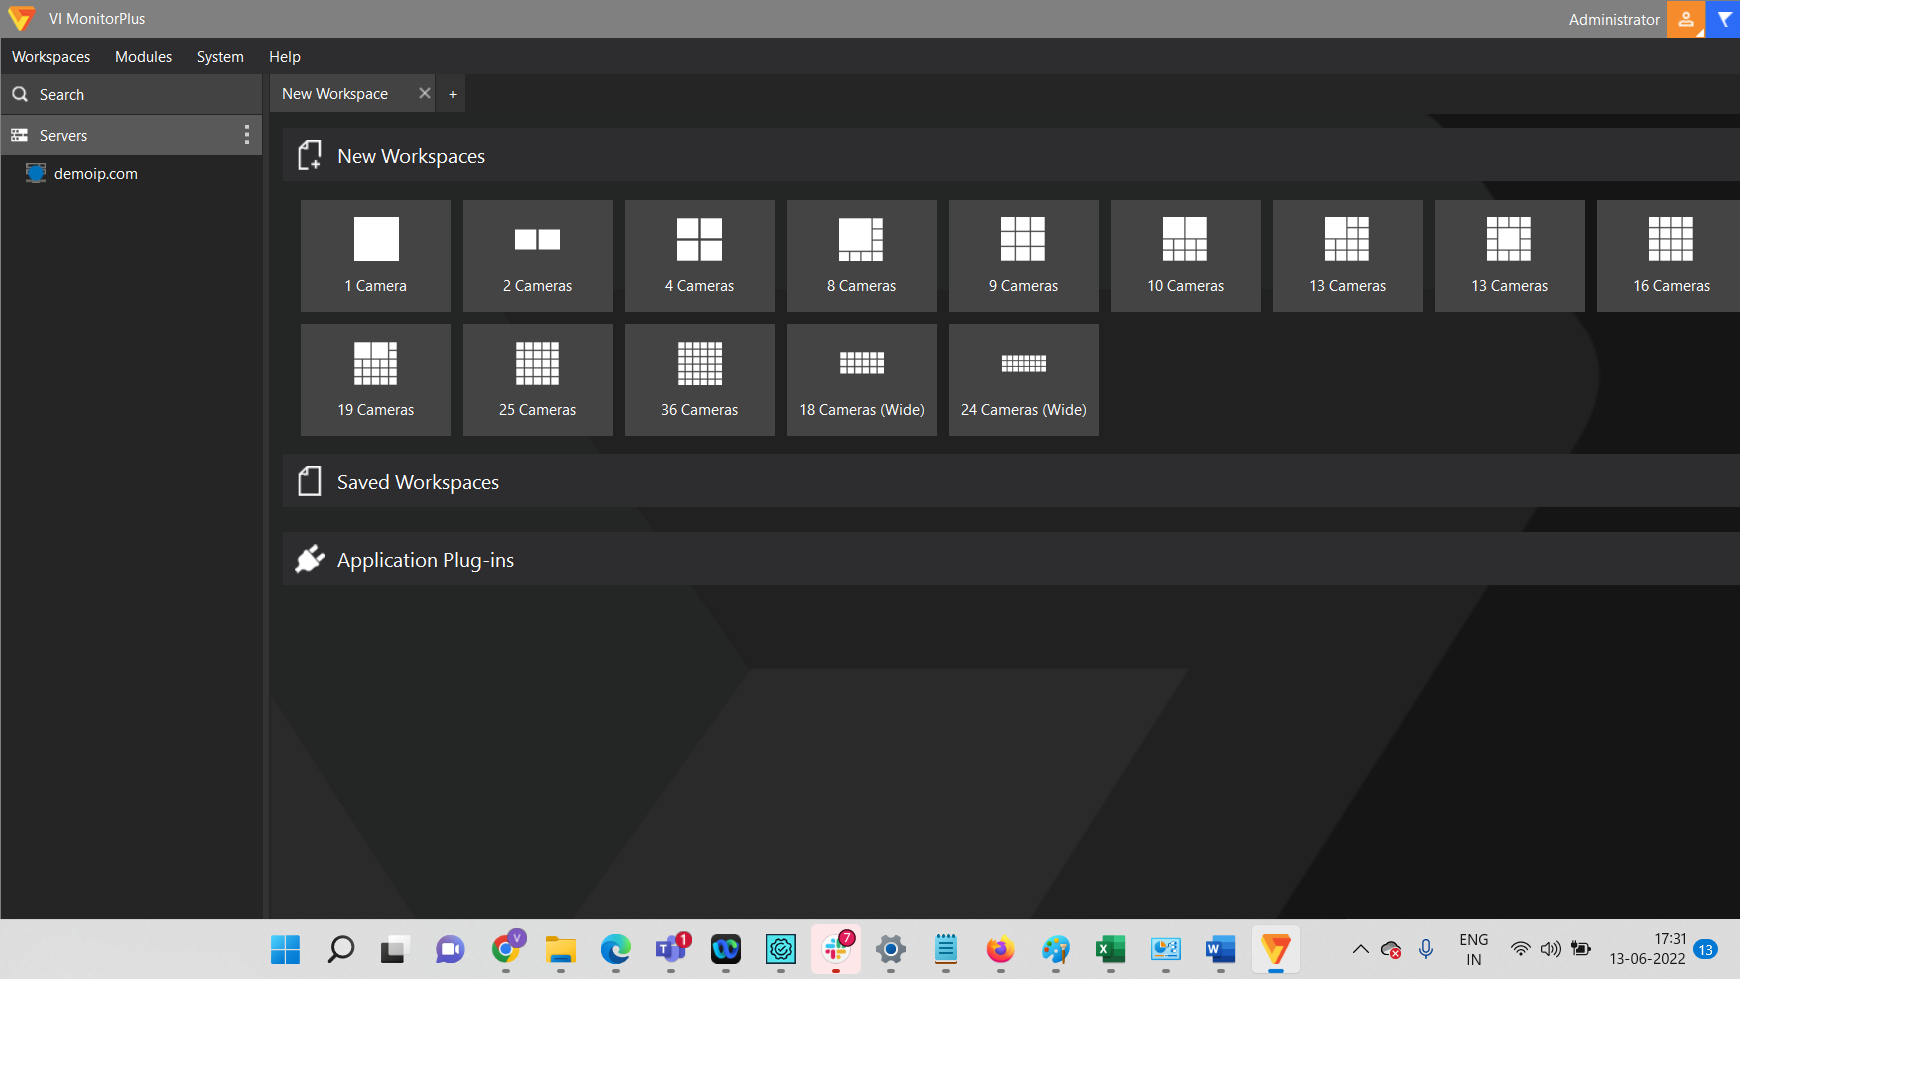 VI MonitorPlus
Administrator
Workspaces Modules System Help
Search
New Workspace
+
Servers
demoip.com
New Workspaces
1 Camera
2 Cameras
4 Cameras
8 Cameras
9 Cameras
10 Cameras
13 Cameras
13 Cameras
16 Cameras
19 Cameras
25 Cameras
36 Cameras
18 Cameras (Wide)
24 Cameras (Wide)
Saved Workspaces
Application Plug-ins
V
T
1
7
X
W
ENG
IN
17:31
13-06-2022
13